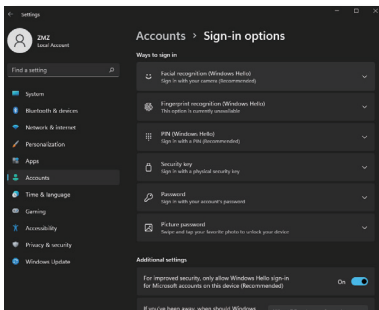 Settings
ZMZ
Local Account
Find a setting
System
Bluetooth & devices
Network & internet
Personalization
Apps
Accounts
Time & language
Gaming
Accessibility
Privacy & security
Windows Update
Accounts > Sign-in options
Ways to sign in
Facial recognition (Windows Hello)
Sign in with your camera (Recommended)
Fingerprint recognition (Windows Hello)
This option is currently unavailable
PIN (Windows Hello)
Sign in with a PIN (Recommended)
Security key
Sign in with a physical security key
Password
Sign in with your account's password
Picture password
Swipe and tap your favorite photo to unlock your device
Additional settings
For improved security, only allow Windows Hello sign-in
for Microsoft accounts on this device (Recommended)
On
If you've been away, when should Windows